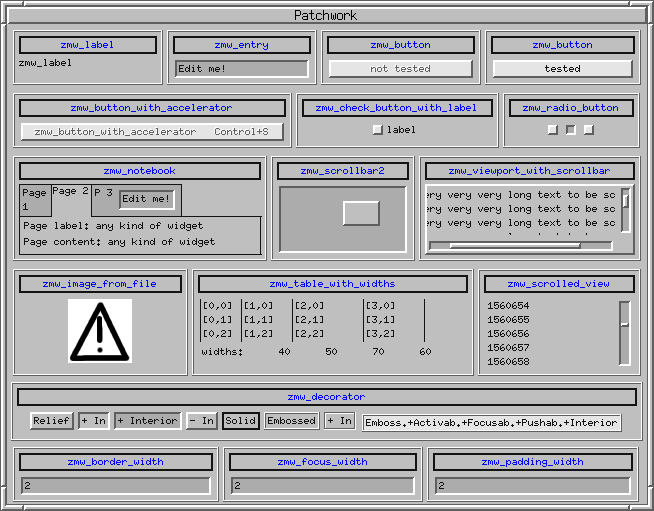 Patchwork
zmw_label
zmw_label
zmw_entry
Edit me!
zmw_button
not tested
zmw_button
tested
zmw_button_with_accelerator
zmw_button_with_accelerator Control+S
zmw_check_button_with_label
label
zmw_radio_button
zmw_notebook
Page 1
Page 2
P 3
Edit me!
Page label: any kind of widget
Page content: any kind of widget
zmw_scrollbar2
zmw_viewport_with_scrollbar
ery very very long text to be sc
ery very very long text to be sc
ery very very long text to be sc
zmw_image_from_file
zmw_table_with_widths
[0,0] [1,0] [2,0] [3,0]
[0,1] [1,1] [2,1] [3,1]
[0,2] [1,2] [2,2] [3,2]
widths: 40 50 70 60
zmw_scrolled_view
1560654
1560655
1560656
1560657
1560658
zmw_decorator
Relief + In + Interior - In Solid Embossed + In Emboss.+Activab.+Focusab.+Pushab.+Interior
zmw_border_width
2
zmw_focus_width
2
zmw_padding_width
2